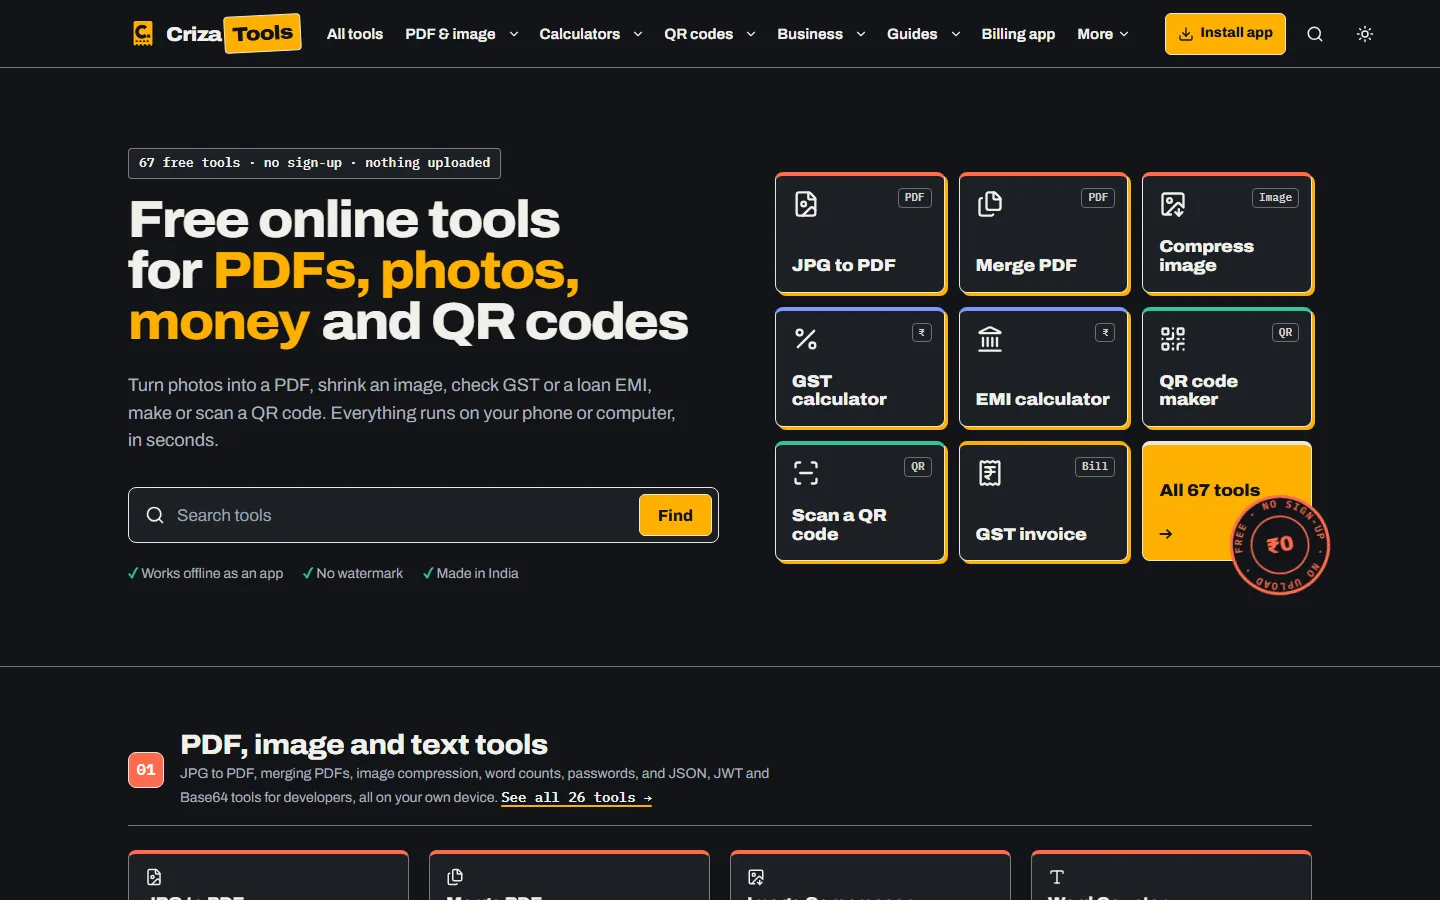 C.
Criza Tools
All tools
PDF & image
Calculators
QR codes
Business
Guides
Billing app
More
Install app
67 free tools · no sign-up · nothing uploaded
Free online tools
for PDFs, photos,
money and QR codes
Turn photos into a PDF, shrink an image, check GST or a loan EMI,
make or scan a QR code. Everything runs on your phone or computer,
in seconds.
Search tools
Find
✓ Works offline as an app
✓ No watermark
✓ Made in India
PDF
JPG to PDF
PDF
Merge PDF
Image
Compress
image
₹
GST
calculator
₹
EMI calculator
QR
QR code
maker
QR
Scan a QR
code
Bill
GST invoice
All 67 tools
→
FREE · NO SIGN-UP · NO UPLOAD ·
₹0
01
PDF, image and text tools
JPG to PDF, merging PDFs, image compression, word counts, passwords, and JSON, JWT and
Base64 tools for developers, all on your own device. See all 26 tools →
JPG to PDF
Merge PDF